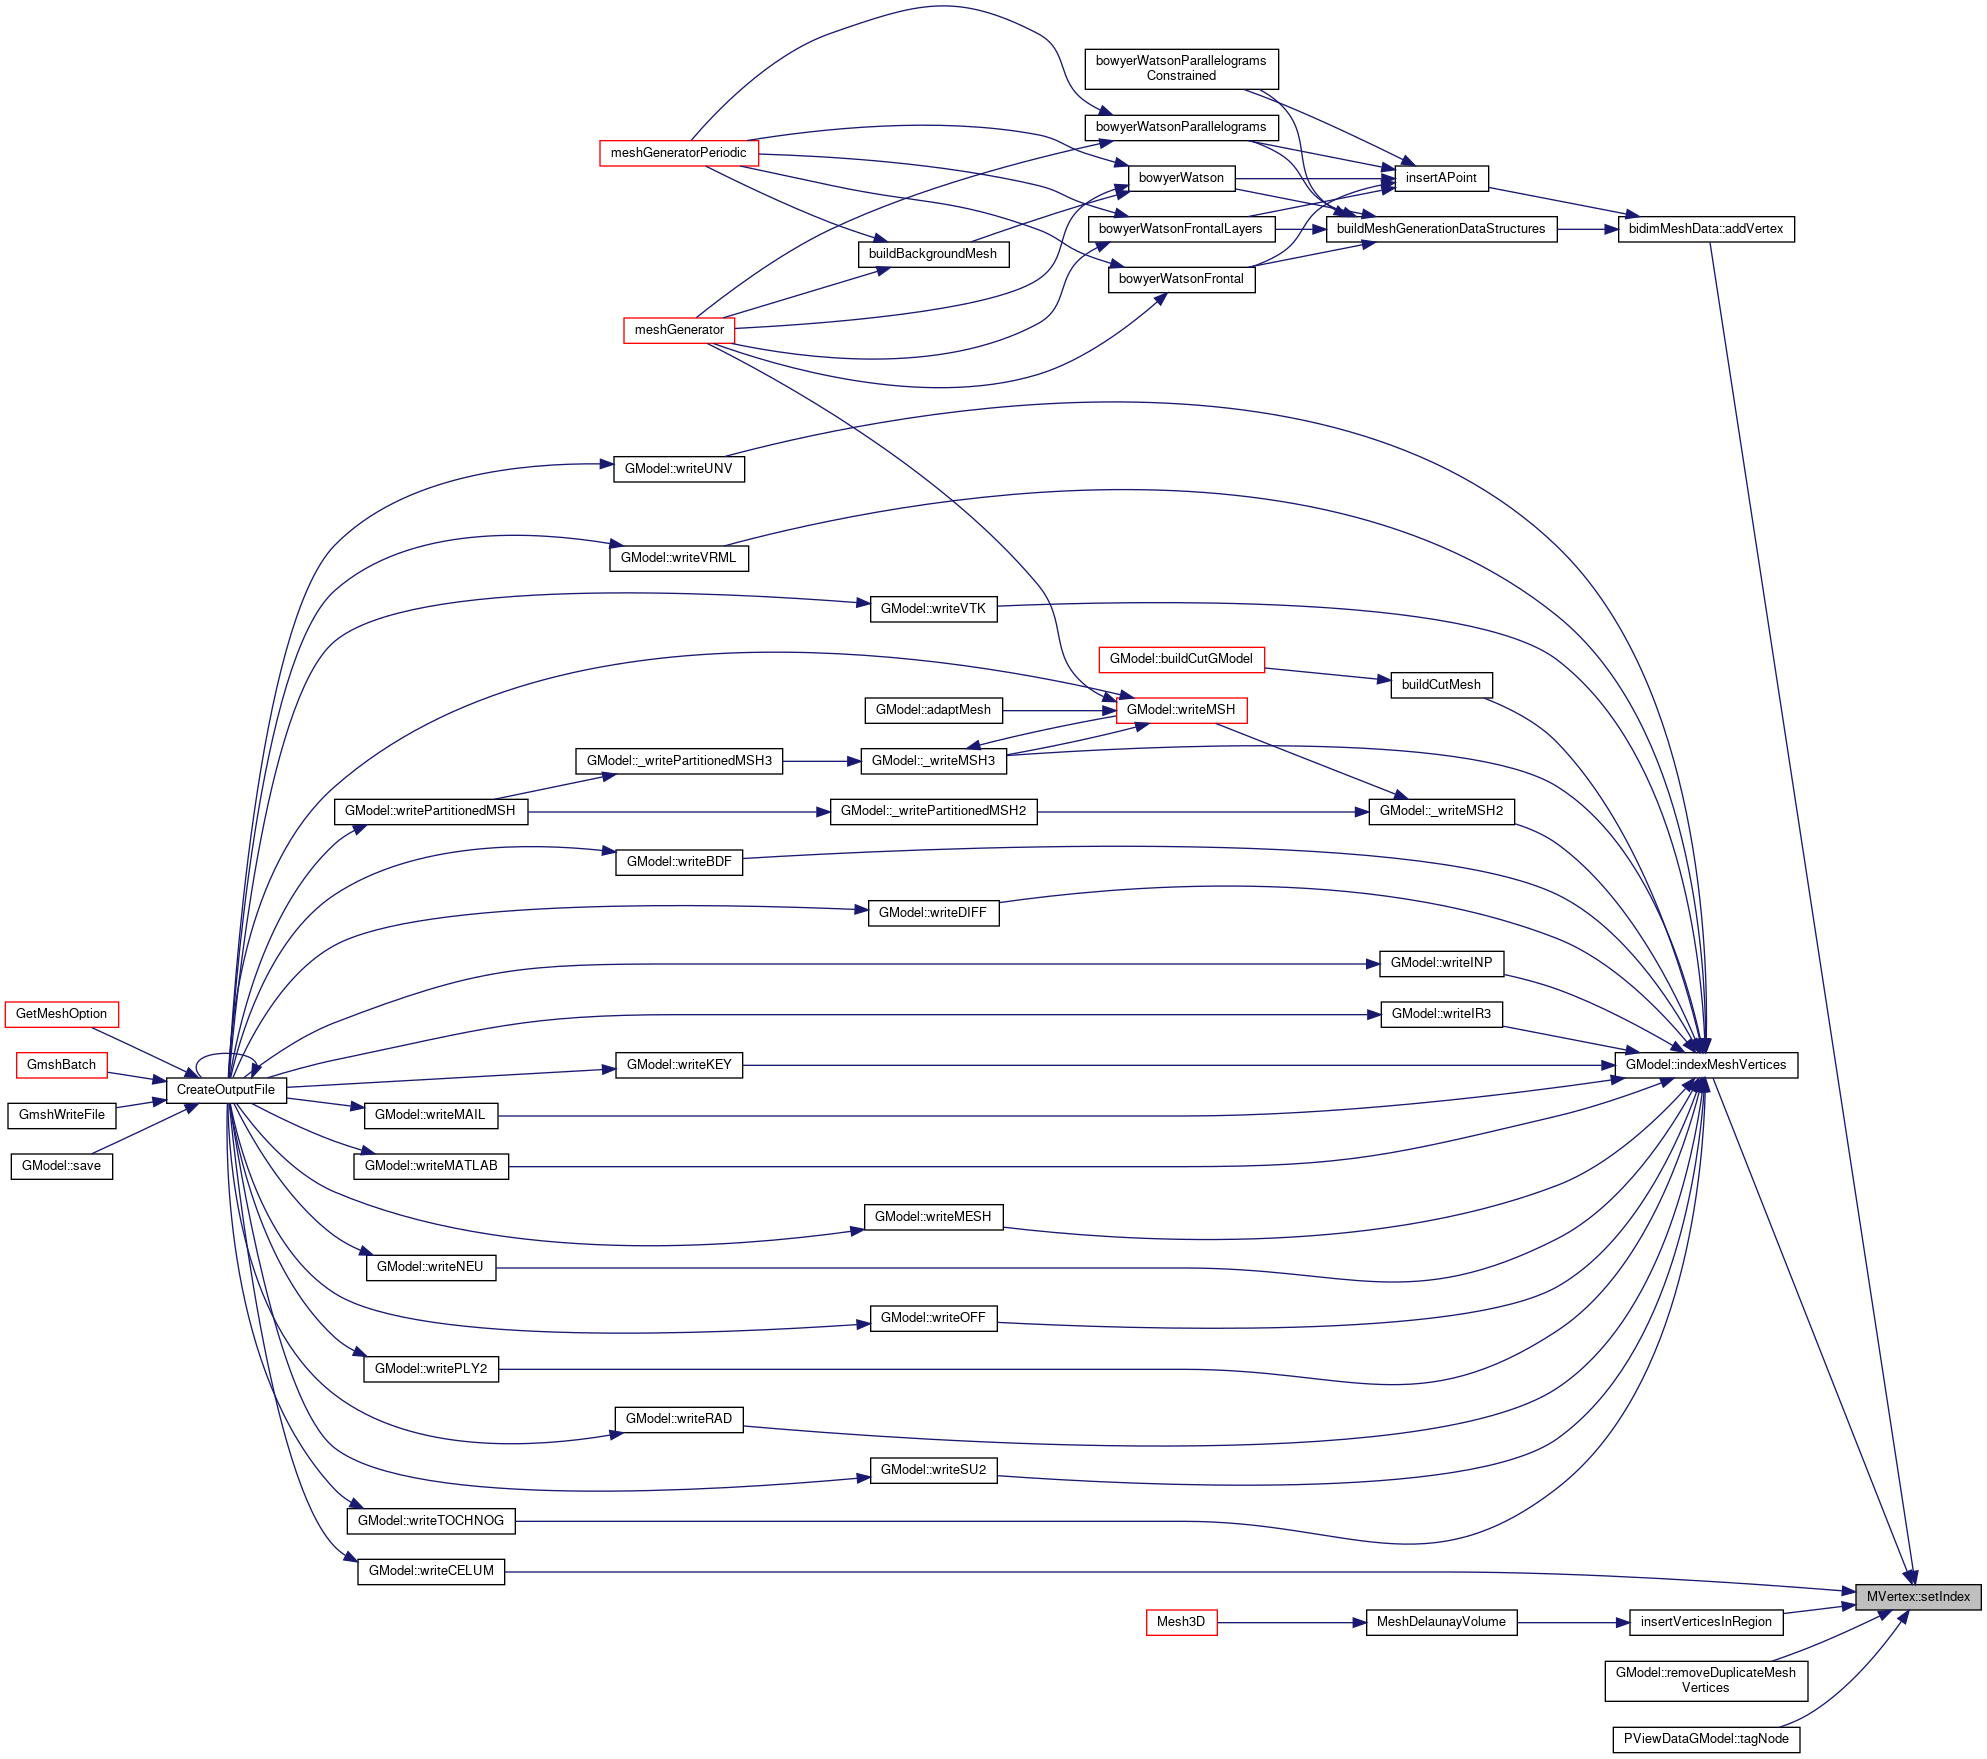 bowyerWatsonParallelograms
Constrained
bowyerWatsonParallelograms
meshGeneratorPeriodic
bowyerWatson
insertAPoint
buildBackgroundMesh
bowyerWatsonFrontalLayers
buildMeshGenerationDataStructures
bidimMeshData::addVertex
bowyerWatsonFrontal
meshGenerator
GModel::writeUNV
GModel::writeVRML
GModel::writeVTK
GModel::buildCutGModel
buildCutMesh
GModel::adaptMesh
GModel::writeMSH
GModel::_writePartitionedMSH3
GModel::_writeMSH3
GModel::writePartitionedMSH
GModel::_writePartitionedMSH2
GModel::_writeMSH2
GModel::writeBDF
GModel::writeDIFF
GModel::writeINP
GetMeshOption
GModel::writeIR3
GmshBatch
GModel::writeKEY
GModel::indexMeshVertices
CreateOutputFile
GmshWriteFile
GModel::writeMAIL
GModel::save
GModel::writeMATLAB
GModel::writeMESH
GModel::writeNEU
GModel::writeOFF
GModel::writePLY2
GModel::writeRAD
GModel::writeSU2
GModel::writeTOCHNOG
GModel::writeCELUM
MVertex::setIndex
Mesh3D
MeshDelaunayVolume
insertVerticesInRegion
GModel::removeDuplicateMesh
Vertices
PViewDataGModel::tagNode